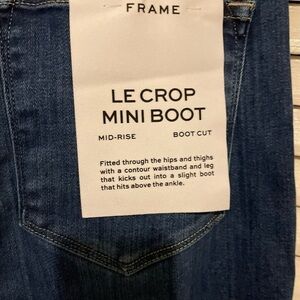 FRAME
LE CROP
MINI BOOT
MID-RISE BOOT CUT
Fitted through the hips and thighs
with a contour waistband and leg
that kicks out into a slight boot
that hits above the ankle.